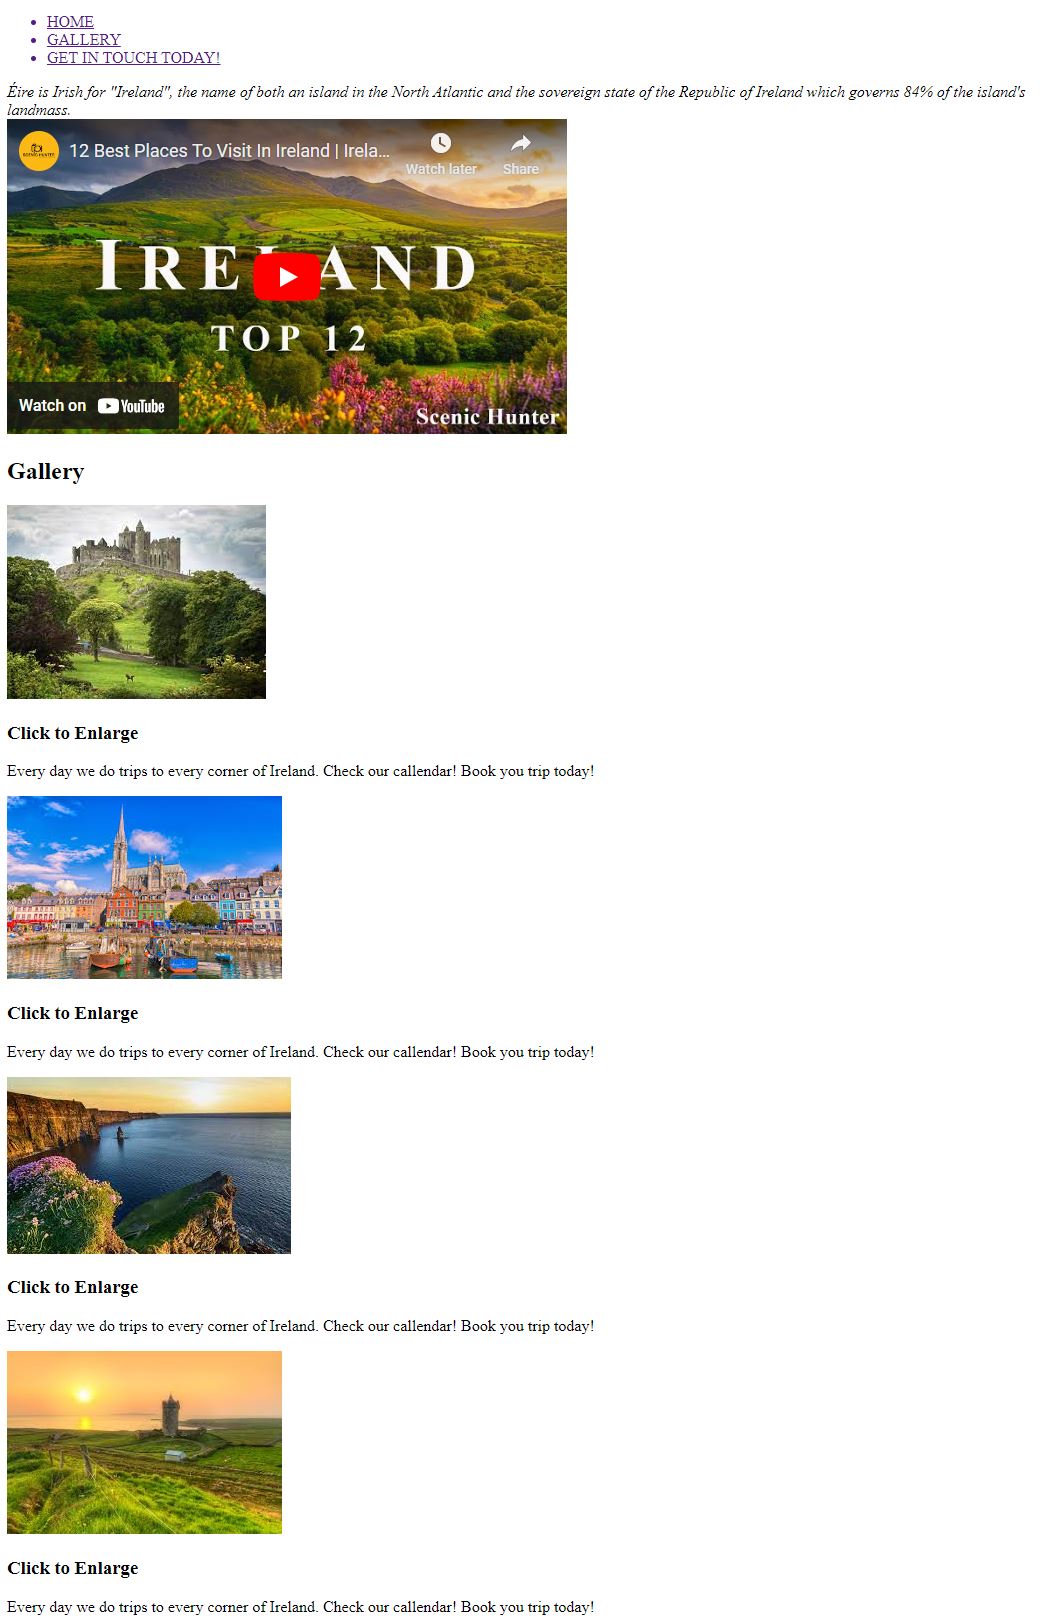 HOME
GALLERY
GET IN TOUCH TODAY!
Éire is Irish for "Ireland", the name of both an island in the North Atlantic and the sovereign state of the Republic of Ireland which governs 84% of the island's
landmass.
SCENIC HUNTER
12 Best Places To Visit In Ireland | Irela...
Watch later
Share
IRELAND
TOP 12
Watch on YouTube
Scenic Hunter
Gallery
Click to Enlarge
Every day we do trips to every corner of Ireland. Check our callendar! Book you trip today!
Click to Enlarge
Every day we do trips to every corner of Ireland. Check our callendar! Book you trip today!
Click to Enlarge
Every day we do trips to every corner of Ireland. Check our callendar! Book you trip today!
Click to Enlarge
Every day we do trips to every corner of Ireland. Check our callendar! Book you trip today!